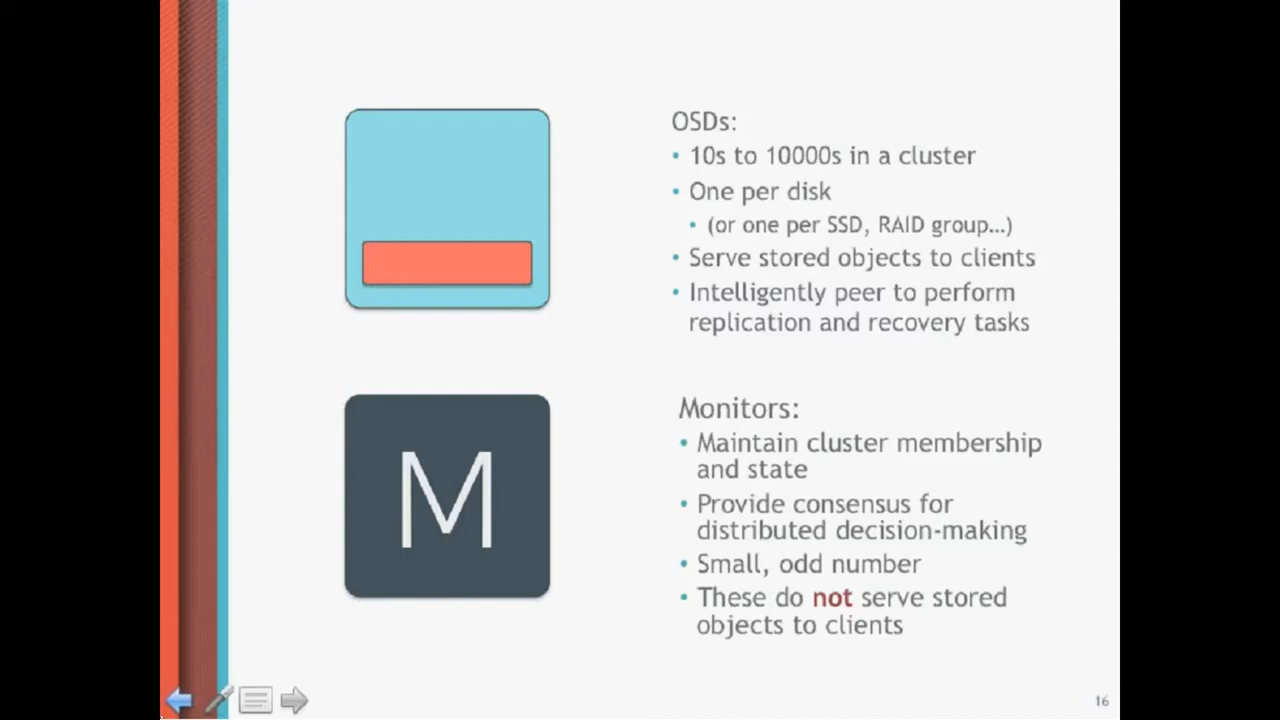 OSDs:
• 10s to 10000s in a cluster
• One per disk
• (or one per SSD, RAID group...)
• Serve stored objects to clients
• Intelligently peer to perform
replication and recovery tasks
M
Monitors:
• Maintain cluster membership
and state
• Provide consensus for
distributed decision-making
• Small, odd number
• These do not serve stored
objects to clients
16